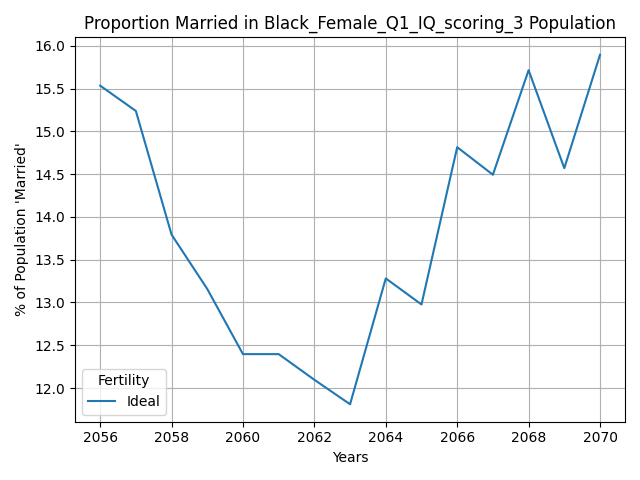 Proportion Married in Black_Female_Q1_IQ_scoring_3 Population
% of Population 'Married'
16.0
15.5
15.0
14.5
14.0
13.5
13.0
12.5
12.0
Fertility
Ideal
2056 2058 2060 2062 2064 2066 2068 2070
Years